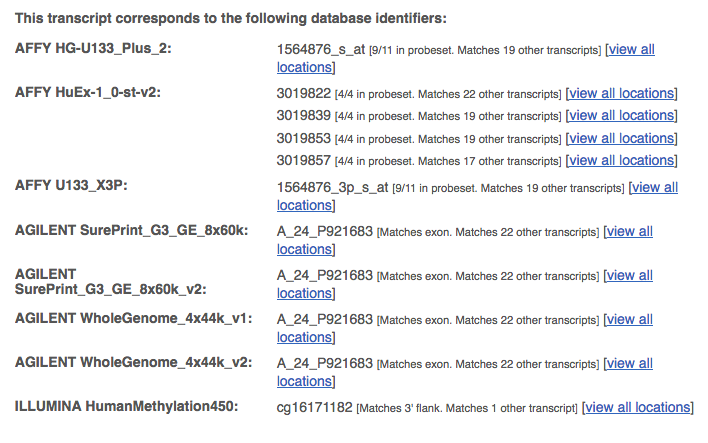 This transcript corresponds to the following database identifiers:
AFFY HG-U133_Plus_2: 1564876_s_at [9/11 in probeset. Matches 19 other transcripts] [view all
locations]
AFFY HuEx-1_0-st-v2: 3019822 [4/4 in probeset. Matches 22 other transcripts] [view all locations]
3019839 [4/4 in probeset. Matches 19 other transcripts] [view all locations]
3019853 [4/4 in probeset. Matches 19 other transcripts] [view all locations]
3019857 [4/4 in probeset. Matches 17 other transcripts] [view all locations]
AFFY U133_X3P: 1564876_3p_s_at [9/11 in probeset. Matches 19 other transcripts] [view all
locations]
AGILENT SurePrint_G3_GE_8x60k: A_24_P921683 [Matches exon. Matches 22 other transcripts] [view all
locations]
AGILENT A_24_P921683 [Matches exon. Matches 22 other transcripts] [view all
SurePrint_G3_GE_8x60k_v2: locations]
AGILENT WholeGenome_4x44k_v1: A_24_P921683 [Matches exon. Matches 22 other transcripts] [view all
locations]
AGILENT WholeGenome_4x44k_v2: A_24_P921683 [Matches exon. Matches 22 other transcripts] [view all
locations]
ILLUMINA HumanMethylation450: cg16171182 [Matches 3' flank. Matches 1 other transcript] [view all locations]